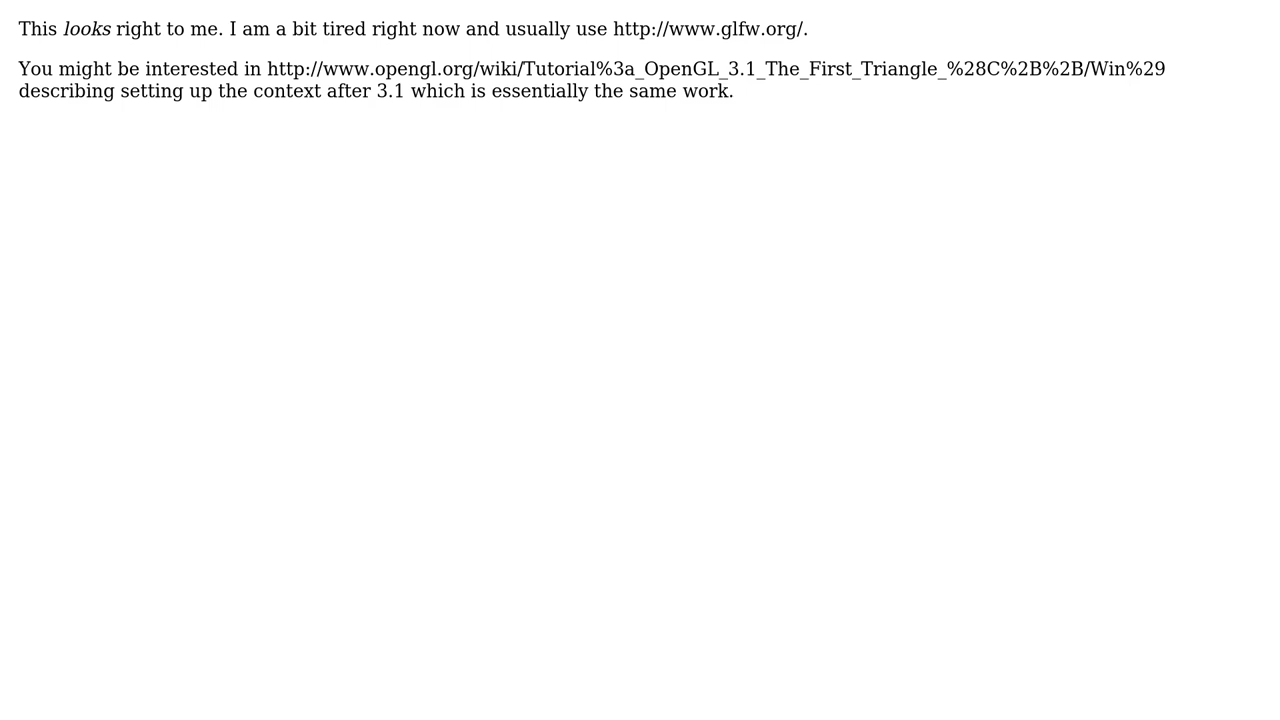 This looks right to me. I am a bit tired right now and usually use http://www.glfw.org/.
You might be interested in http://www.opengl.org/wiki/Tutorial%3a_OpenGL_3.1_The_First_Triangle_%28C%2B%2B/Win%29
describing setting up the context after 3.1 which is essentially the same work.